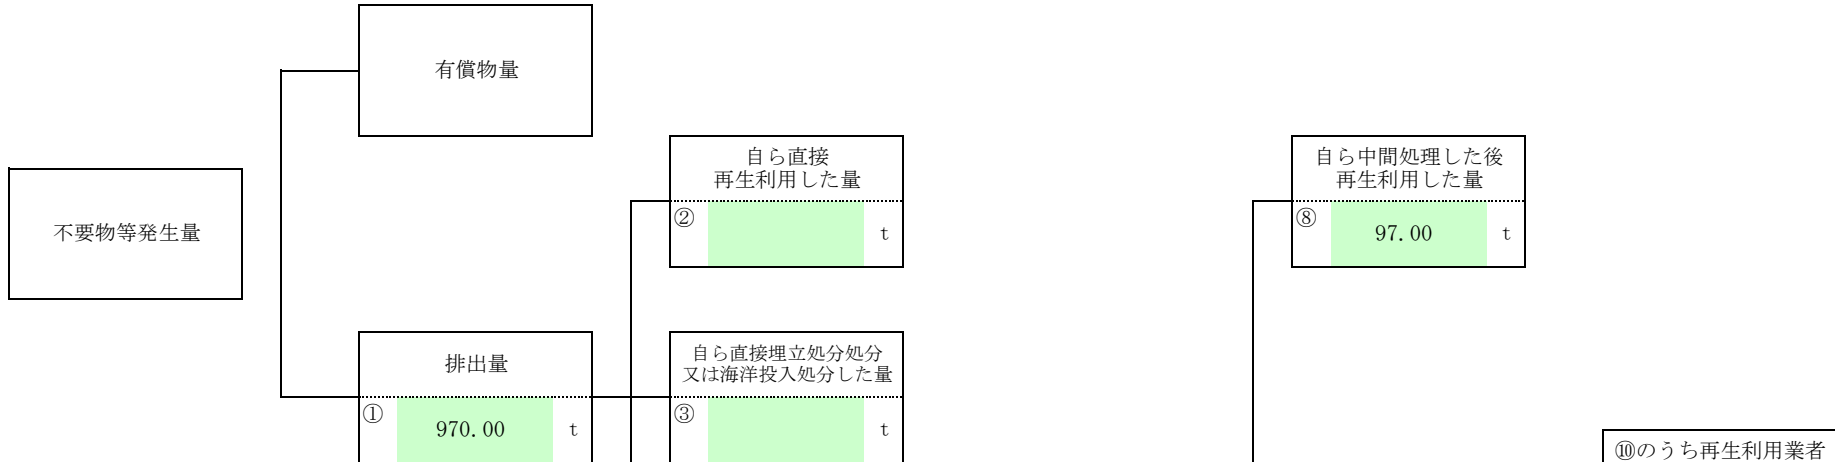 有償物量
自ら直接
再生利用した量
② t
自ら中間処理した後
再生利用した量
⑧ 97.00 t
不要物等発生量
排出量
① 970.00 t
自ら直接埋立処分処分
又は海洋投入処分した量
③ t
⑩のうち再生利用業者